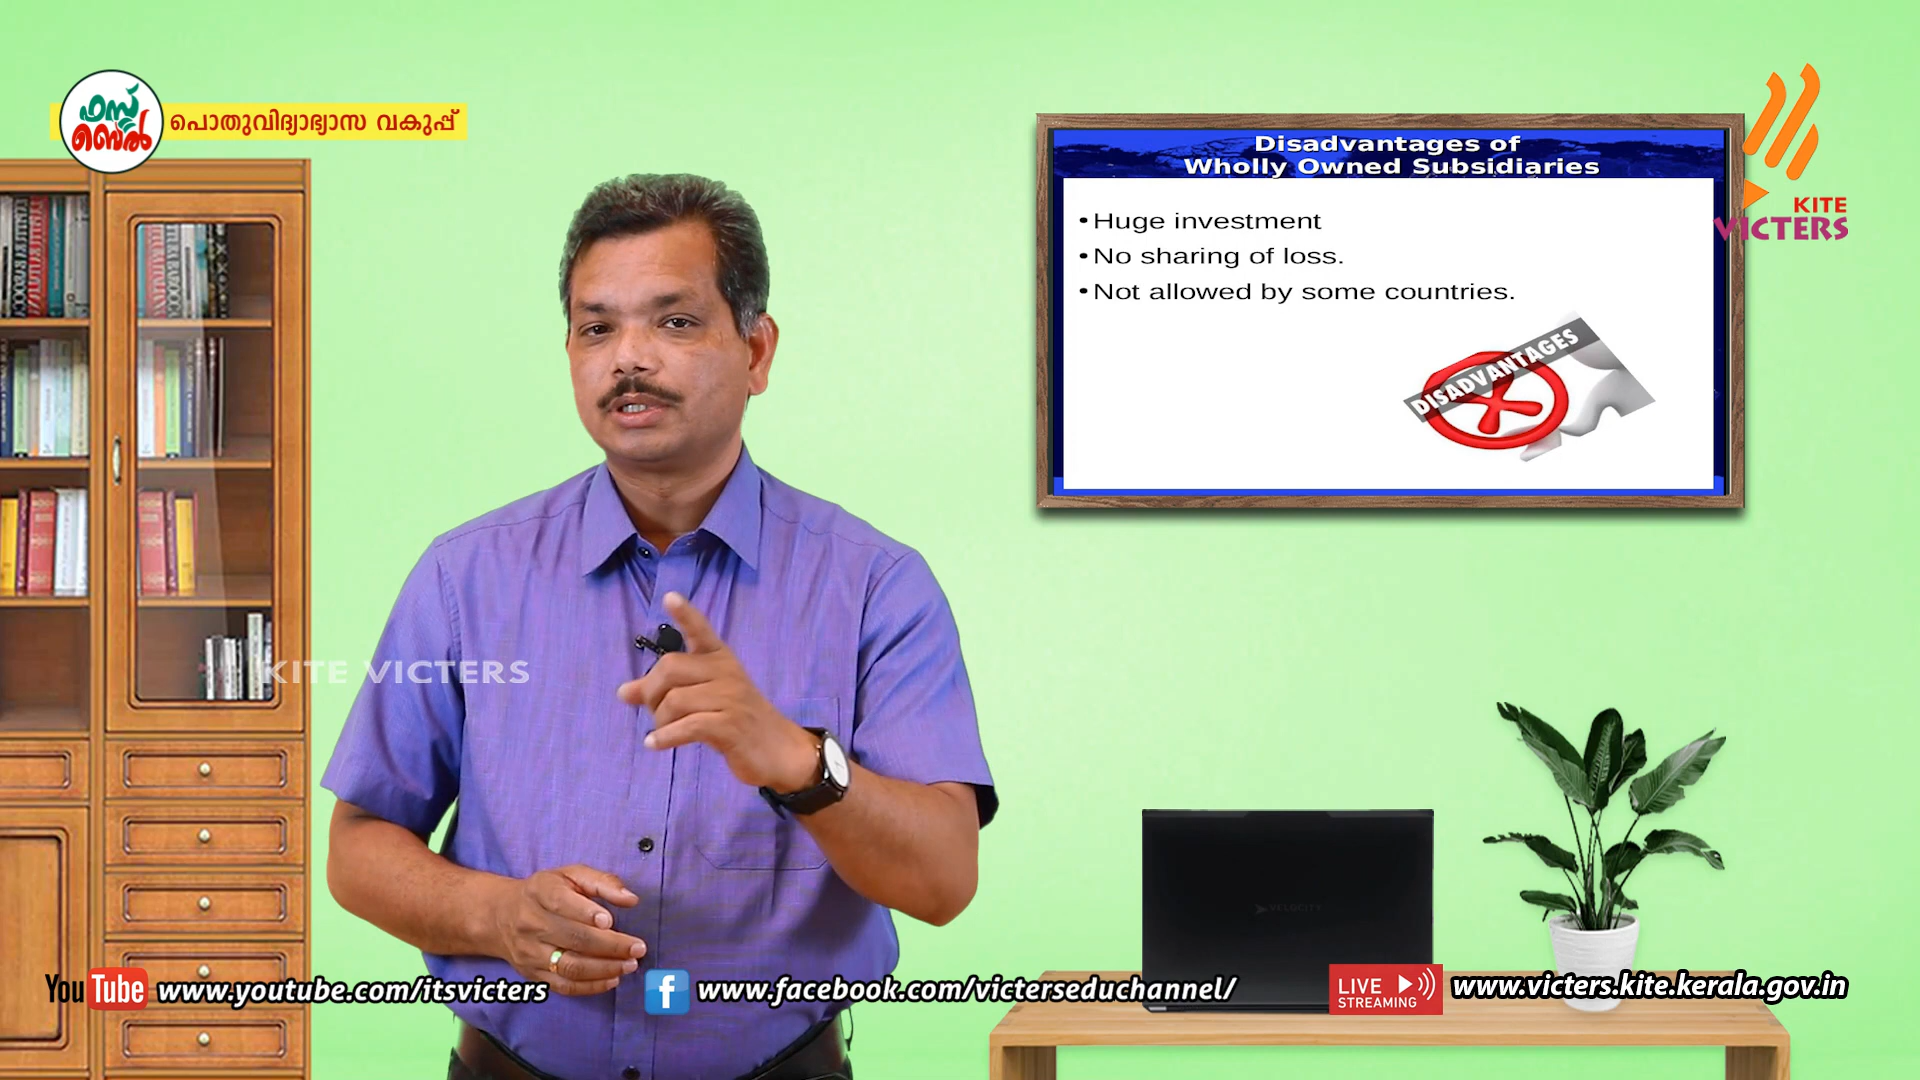 ഫസ്റ്റ്
ബെൽ
പൊതുവിദ്യാഭ്യാസ വകുപ്പ്
Disadvantages of
Wholly Owned Subsidiaries
• Huge investment
• No sharing of loss.
• Not allowed by some countries.
DISADVANTAGES
KITE
VICTERS
KITE VICTERS
VELOCITY
YouTube www.youtube.com/itsvicters
f www.facebook.com/victerseduchannel/
LIVE
STREAMING
www.victers.kite.kerala.gov.in